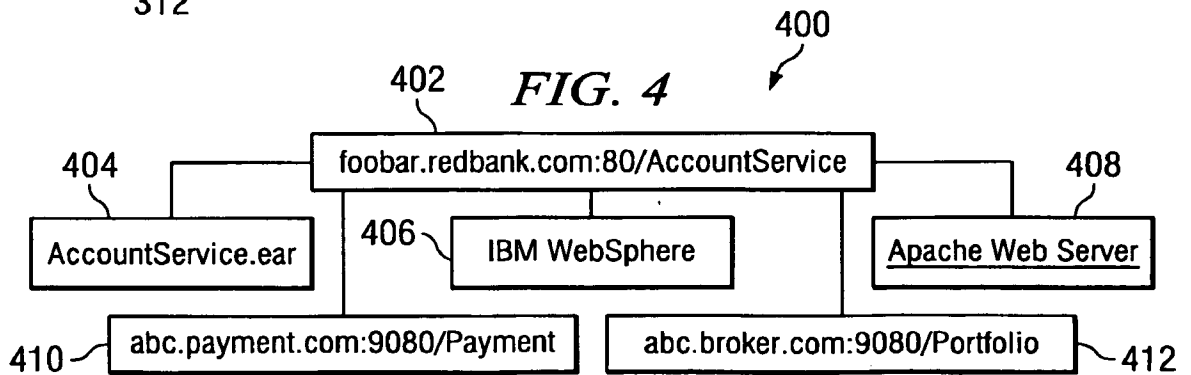 312
400
FIG. 4
402
foobar.redbank.com:80/AccountService
404
408
AccountService.ear
406
IBM WebSphere
Apache Web Server
410
abc.payment.com:9080/Payment
abc.broker.com:9080/Portfolio
412